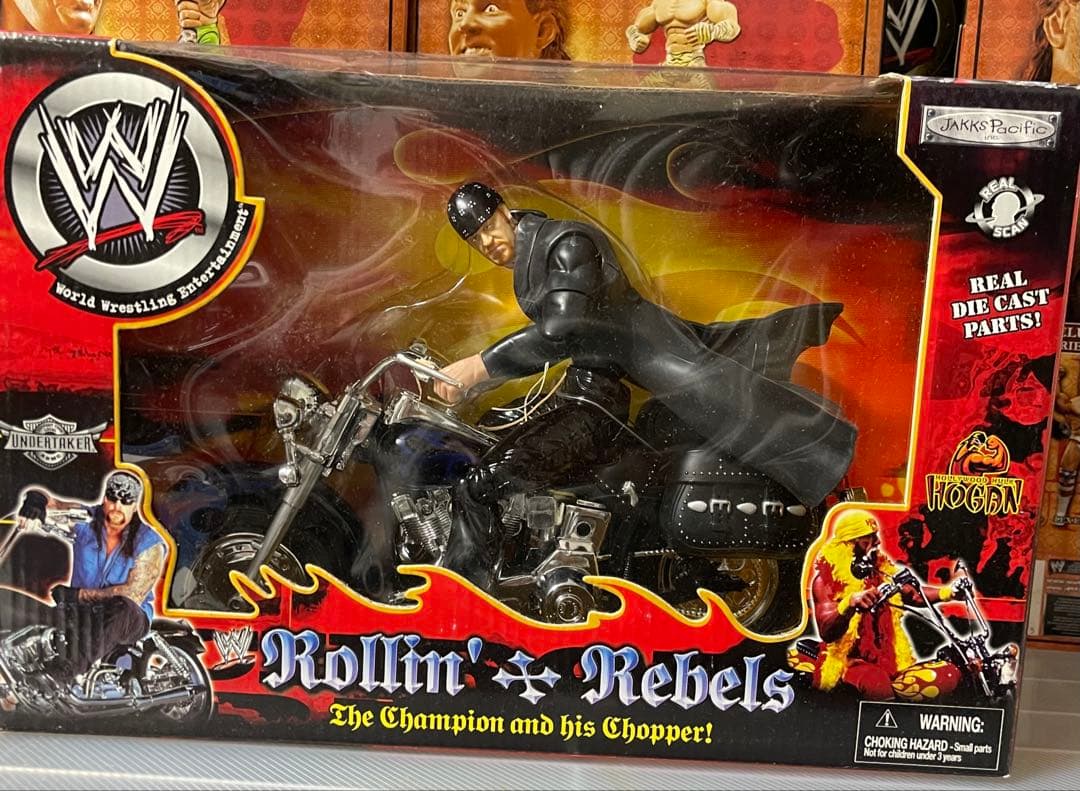 W
World Wrestling Entertainment
JAKKS Pacific
inc.
REAL
SCAN
REAL
DIE CAST
PARTS!
UNDERTAKER
HOLLYWOOD HULK
HOGAN
W
Rollin' Rebels
The Champion and his Chopper!
WARNING:
CHOKING HAZARD - Small parts
Not for children under 3 years